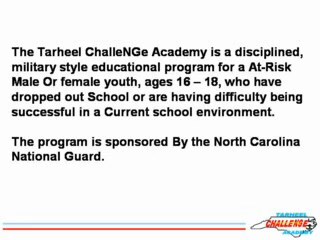 The Tarheel ChalleNGe Academy is a disciplined,
military style educational program for a At-Risk
Male Or female youth, ages 16 – 18, who have
dropped out School or are having difficulty being
successful in a Current school environment.
The program is sponsored By the North Carolina
National Guard.
TARHEEL
CHALLENGE
ACADEMY